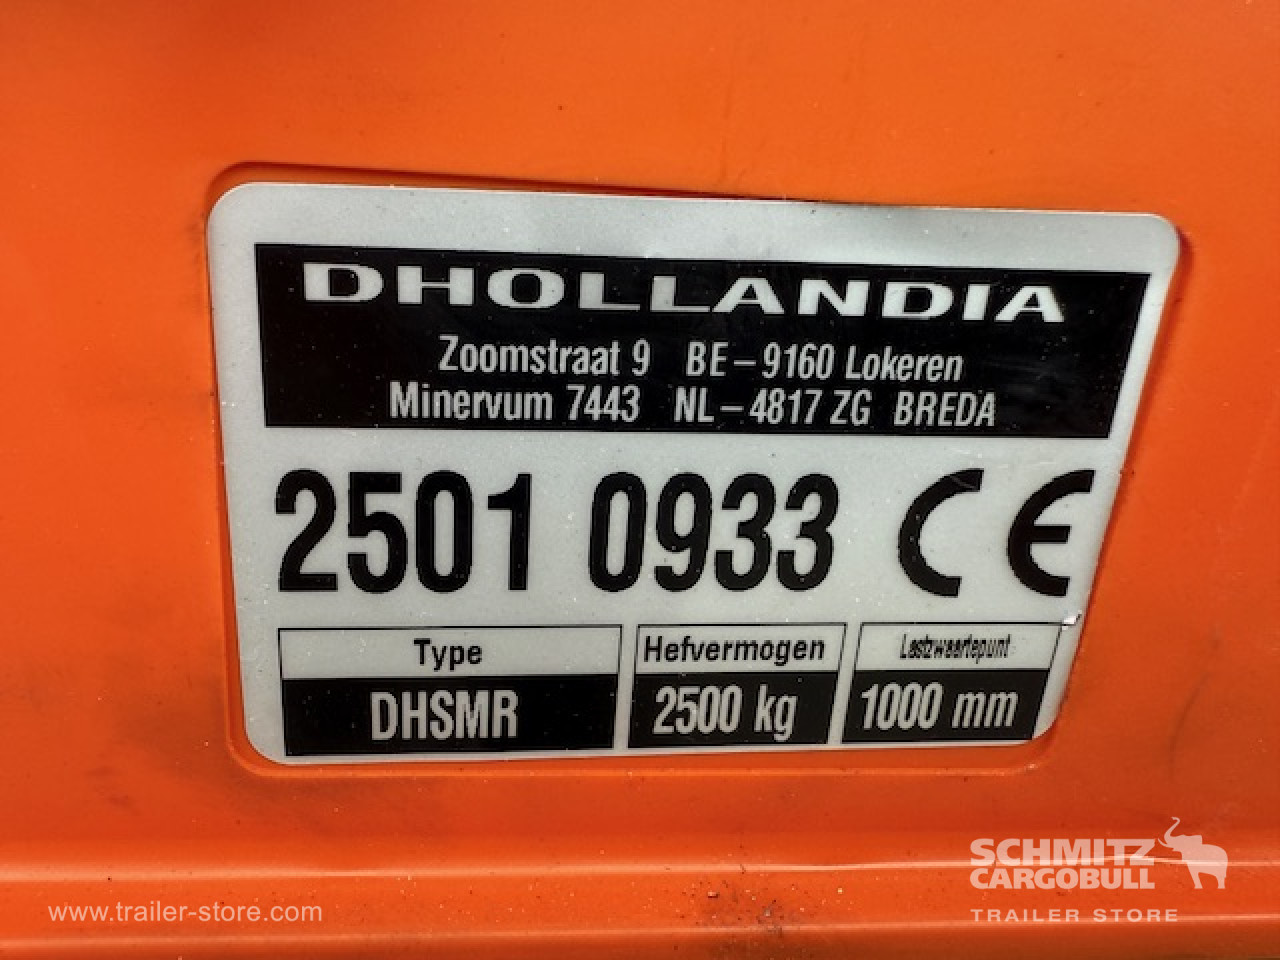 DHOLLANDIA
Zoomstraat 9 BE-9160 Lokeren
Minervum 7443 NL-4817 ZG BREDA
2501 0933 CE
Type Hefvermogen Lastzwaartepunt
DHSMR 2500 kg 1000 mm
SCHMITZ
CARGOBULL
www.trailer-store.com TRAILER STORE